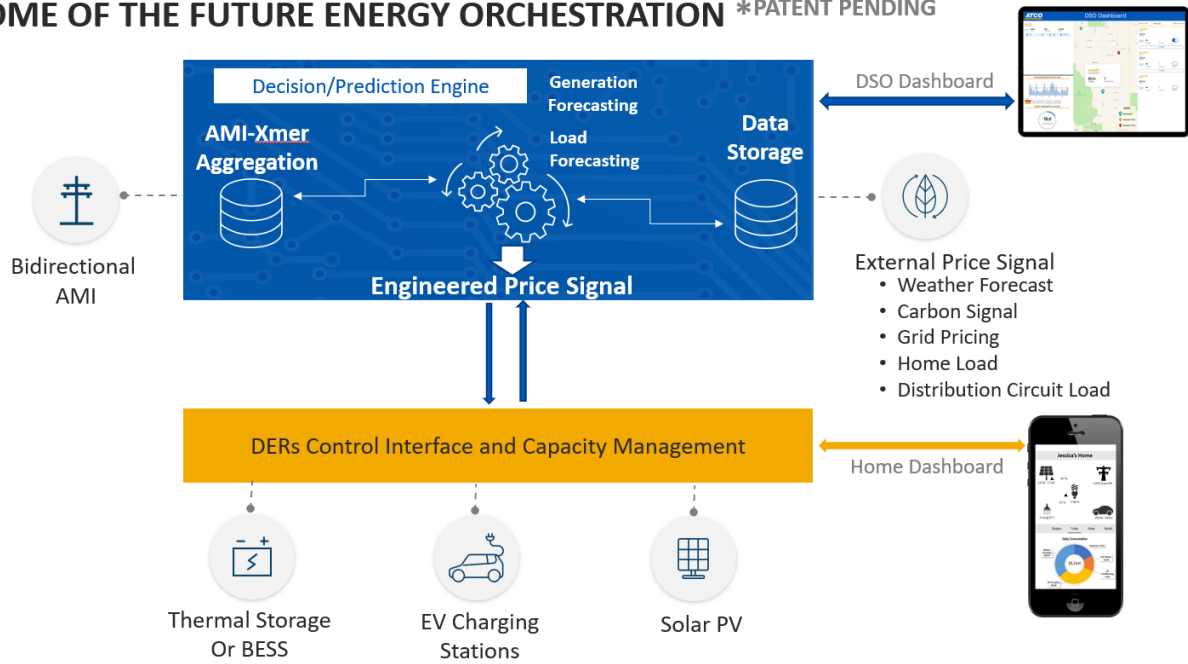 OME OF THE FUTURE ENERGY ORCHESTRATION *PATENT PENDING
Decision/Prediction Engine
Generation
Forecasting
Load
Forecasting
AMI-Xmer
Aggregation
Data
Storage
Engineered Price Signal
DSO Dashboard
ATCO
DSO Dashboard
Bidirectional
AMI
External Price Signal
• Weather Forecast
• Carbon Signal
• Grid Pricing
• Home Load
• Distribution Circuit Load
DERs Control Interface and Capacity Management
Home Dashboard
Jessica's Home
Thermal Storage
Or BESS
EV Charging
Stations
Solar PV